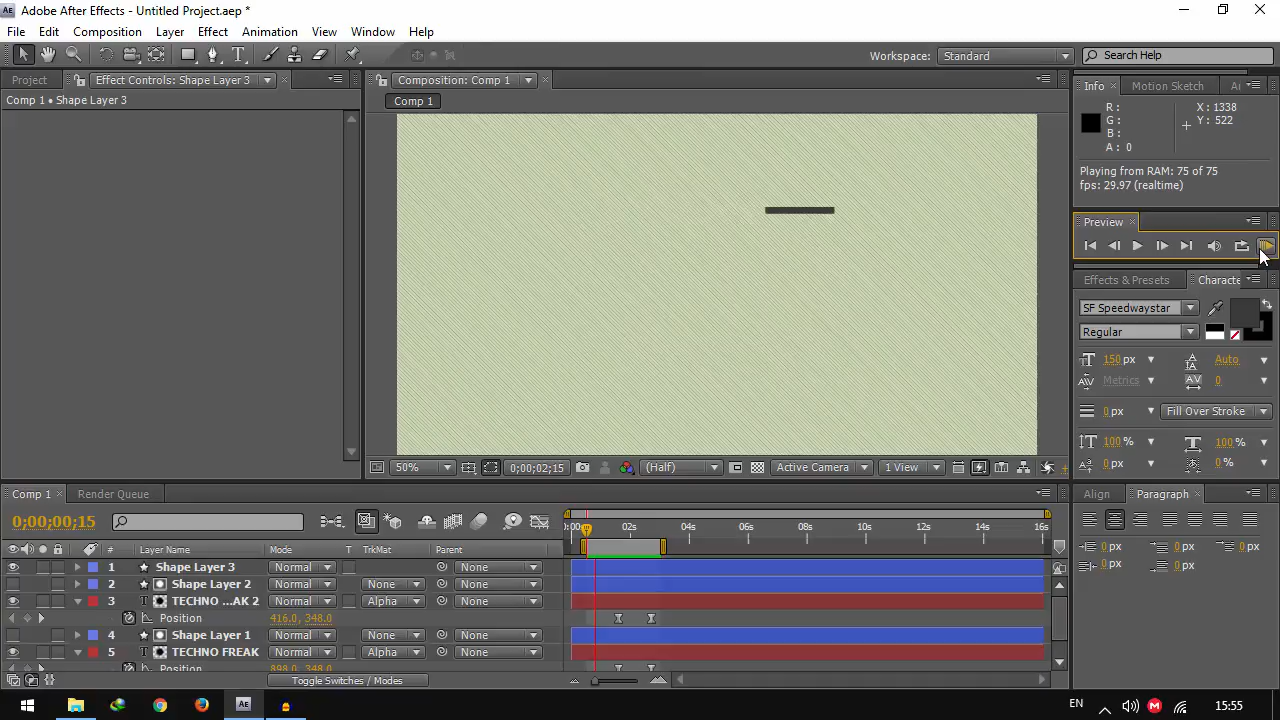 Adobe After Effects - Untitled Project.aep *
File Edit Composition Layer Effect Animation View Window Help
Workspace: Standard Search Help
Project Effect Controls: Shape Layer 3 Composition: Comp 1 Info Motion Sketch
Comp 1 • Shape Layer 3 Comp 1
R: X: 1338
G: Y: 522
B:
A: 0
Playing from RAM: 75 of 75
fps: 29.97 (realtime)
Preview
Effects & Presets Characte
SF Speedwaystar
Regular
150 px Auto
Metrics 0
0 px Fill Over Stroke
100 % 100 %
0 px 0 %
50% 0;00;02;15 (Half) Active Camera 1 View
Comp 1 Render Queue Align Paragraph
0;00;00;15 02s 04s 06s 08s 10s 12s 14s 16s
# Layer Name Mode T TrkMat Parent
0 px 0 px 0 px
0 px 0 px
1 Shape Layer 3 Normal None
2 Shape Layer 2 Normal None None
3 TECHNO ...AK 2 Normal Alpha None
Position 416.0, 348.0
4 Shape Layer 1 Normal None None
5 TECHNO FREAK Normal Alpha None
Position 898.0, 348.0
Toggle Switches / Modes
EN 15:55